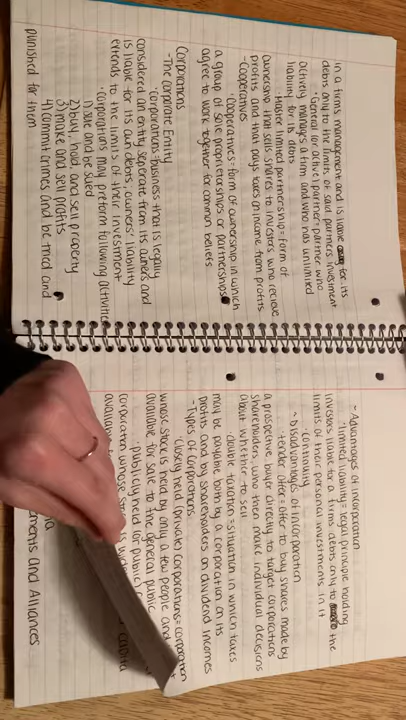 in a firms management and is liable for its
debts only to the limits of said partners investment
·General (or active) partner = partner who
actively manages a firm and who has unlimited
liability for its debts
·Master limited partnership = form of
ownership that sells shares to investors who recieve
profits and that pays taxes on income from profits
-Cooperatives
·Cooperatives = form of ownership in which
a group of sole proprietorships or partnerships
agree to work together for common beliefs
Corporations
-The Corporate Entity
·Corporations = business that is legally
considered an entity seperate from its owners and
is liable for its own debts; owners' liability
extends to the limits of their investment
·Corporations may preform following activities
1) sue and be sued
2) buy, hold and sell property
3) make and sell profits
4) commit crimes and be tried and
punished for them
~ Advantages of incorporation
·limited liability = legal principle holding
investors liable for a firms debts only to the
limits of their personal investments in it
·Continuity
~Disadvantages of incorporation
·tender offer = offer to buy shares made by
a prospective buyer directly to target corporations
shareholders, who then make individual decisions
about whether to sell
·double taxation = situation in which taxes
may be payable both by a corporation on its
profits and by shareholders on dividend incomes
-Types of Corporations
·Closely held (private) corporations = corporation
whose stock is held by only a few people and
available for sale to the general public
·publicly held (or public)
corporation whose stock is
available
ments and Alliances